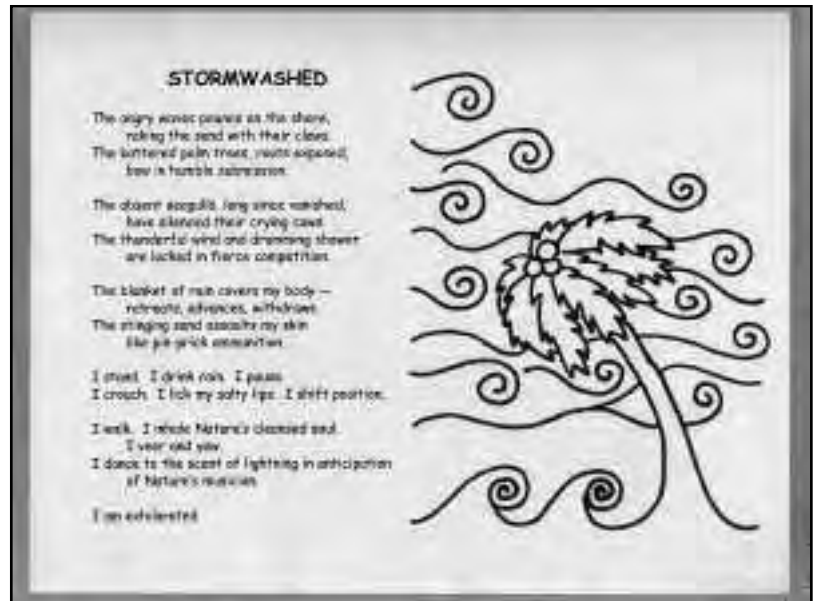 STORMWASHED
The angry waves pounce on the shore,
raking the sand with their claws.
The battered palm trees, roots exposed,
bow in humble submission.
The absent seagulls, long since vanished,
have silenced their crying caws.
The thunderful wind and drumming shower
are locked in fierce competition.
The blanket of rain covers my body —
retreats, advances, withdraws.
The stinging sand assaults my skin
like pin-prick ammunition.
I stand. I drink rain. I pause.
I crouch. I lick my salty lips. I shift position.
I walk. I inhale Nature's cleansed soul.
I veer and yaw.
I dance to the scent of lightning in anticipation
of Nature's musician.
I am exhilarated.